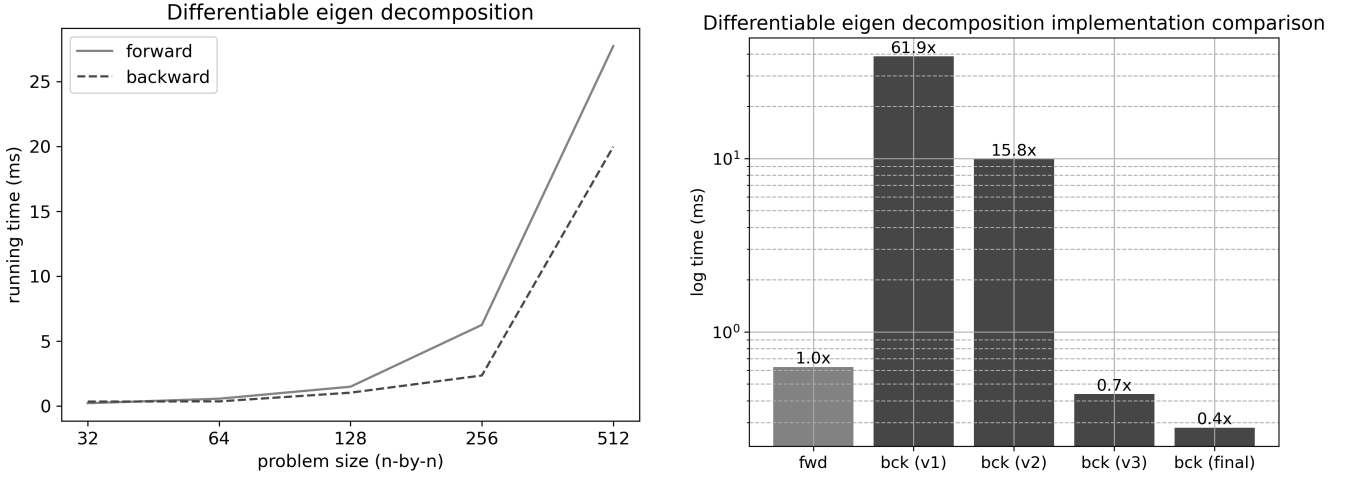 Differentiable eigen decomposition
forward
backward
running time (ms)
25
20
15
10
5
0
32 64 128 256 512
problem size (n-by-n)
Differentiable eigen decomposition implementation comparison
log time (ms)
10¹
10⁰
1.0x
61.9x
15.8x
0.7x
0.4x
fwd bck (v1) bck (v2) bck (v3) bck (final)